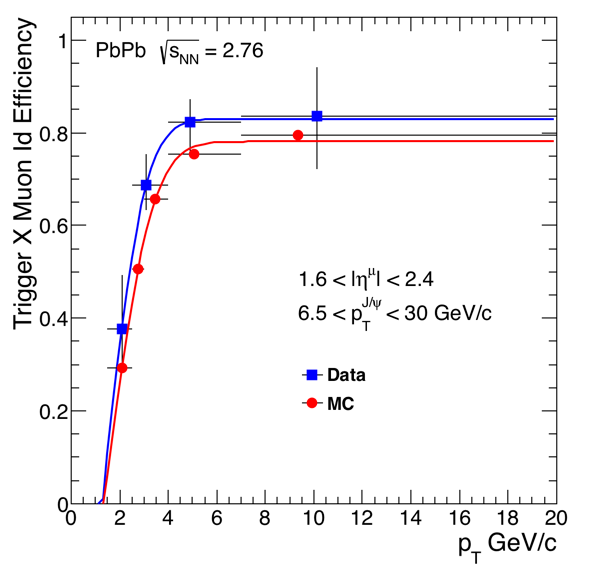 Trigger X Muon Id Efficiency
PbPb √s_NN = 2.76
1
0.8
0.6
0.4
0.2
0
1.6 < |η^μ| < 2.4
6.5 < p_T^{J/ψ} < 30 GeV/c
Data
MC
0 2 4 6 8 10 12 14 16 18 20
p_T GeV/c